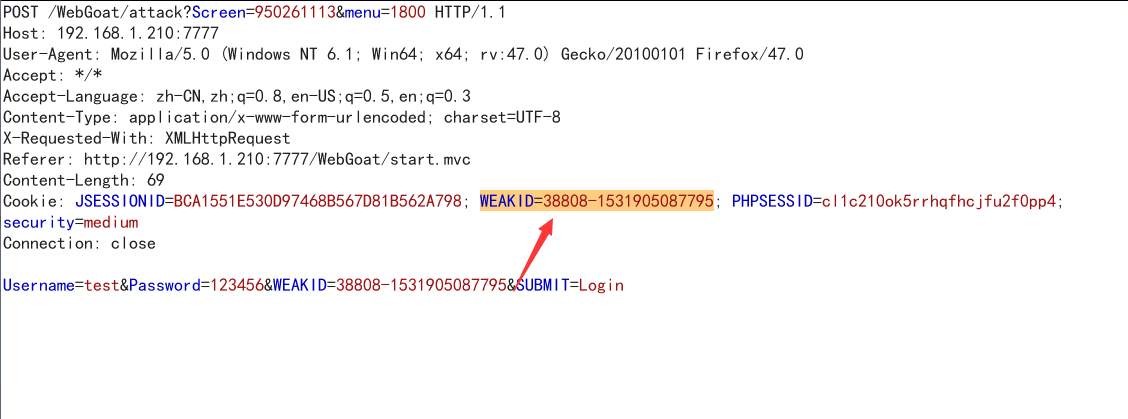 POST /WebGoat/attack?Screen=950261113&menu=1800 HTTP/1.1
Host: 192.168.1.210:7777
User-Agent: Mozilla/5.0 (Windows NT 6.1; Win64; x64; rv:47.0) Gecko/20100101 Firefox/47.0
Accept: */*
Accept-Language: zh-CN,zh;q=0.8,en-US;q=0.5,en;q=0.3
Content-Type: application/x-www-form-urlencoded; charset=UTF-8
X-Requested-With: XMLHttpRequest
Referer: http://192.168.1.210:7777/WebGoat/start.mvc
Content-Length: 69
Cookie: JSESSIONID=BCA1551E530D97468B567D81B562A798; WEAKID=38808-1531905087795; PHPSESSID=cl1c210ok5rrhqfhcjfu2f0pp4;
security=medium
Connection: close
Username=test&Password=123456&WEAKID=38808-1531905087795&SUBMIT=Login